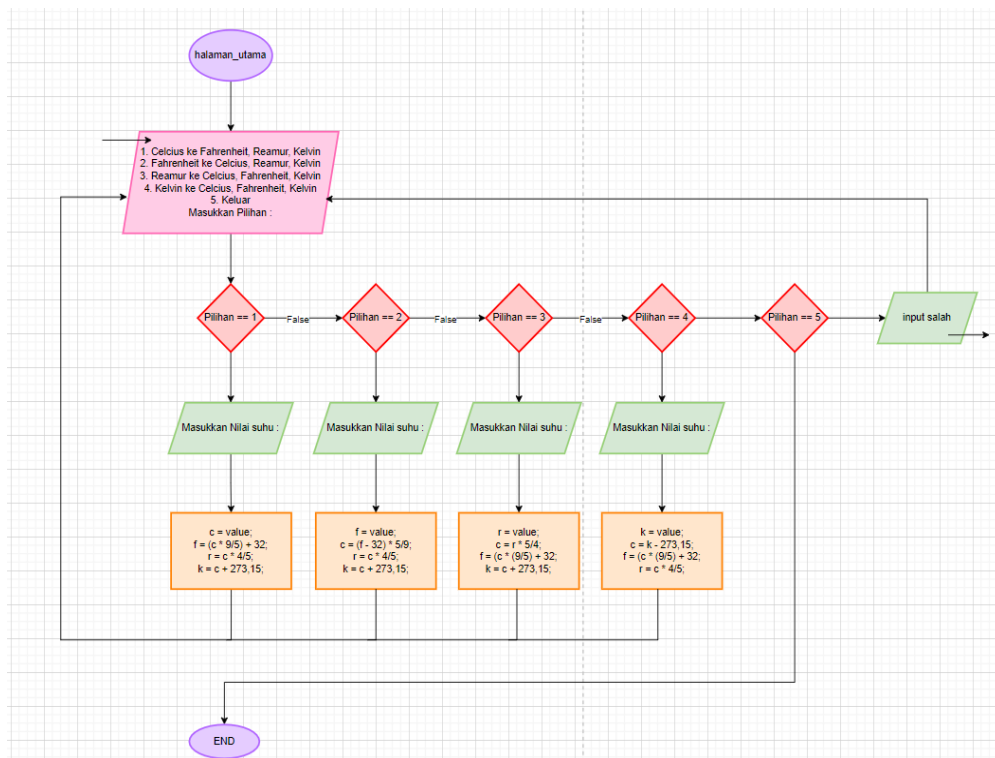 halaman_utama
1. Celcius ke Fahrenheit, Reamur, Kelvin
2. Fahrenheit ke Celcius, Reamur, Kelvin
3. Reamur ke Celcius, Fahrenheit, Kelvin
4. Kelvin ke Celcius, Fahrenheit, Kelvin
5. Keluar
Masukkan Pilihan :
Pilihan == 1
False
Pilihan == 2
False
Pilihan == 3
False
Pilihan == 4
Pilihan == 5
input salah
Masukkan Nilai suhu :
Masukkan Nilai suhu :
Masukkan Nilai suhu :
Masukkan Nilai suhu :
c = value;
f = (c * 9/5) + 32;
r = c * 4/5;
k = c + 273,15;
f = value;
c = (f - 32) * 5/9;
r = c * 4/5;
k = c + 273,15;
r = value;
c = r * 5/4;
f = (c * (9/5) + 32;
k = c + 273,15;
k = value;
c = k - 273,15;
f = (c * (9/5) + 32;
r = c * 4/5;
END